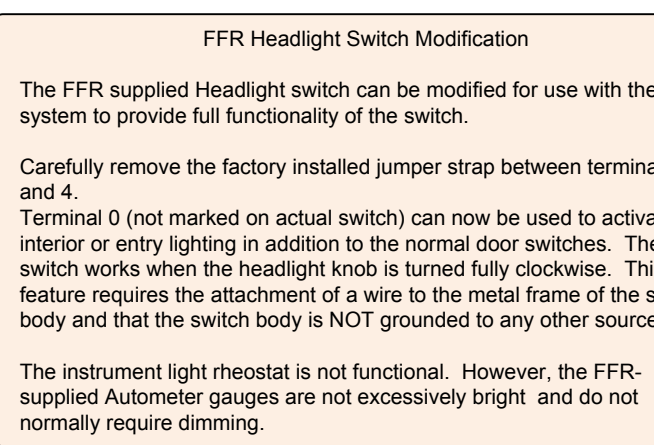 FFR Headlight Switch Modification
The FFR supplied Headlight switch can be modified for use with the
system to provide full functionality of the switch.
Carefully remove the factory installed jumper strap between
and 4.
Terminal 0 (not marked on actual switch) can now be used to
interior or entry lighting in addition to the normal door switches. The
switch works when the headlight knob is turned fully clockwise.
feature requires the attachment of a wire to the metal frame of the
body and that the switch body is NOT grounded to any other
The instrument light rheostat is not functional. However, the FFR-
supplied Autometer gauges are not excessively bright and do not
normally require dimming.